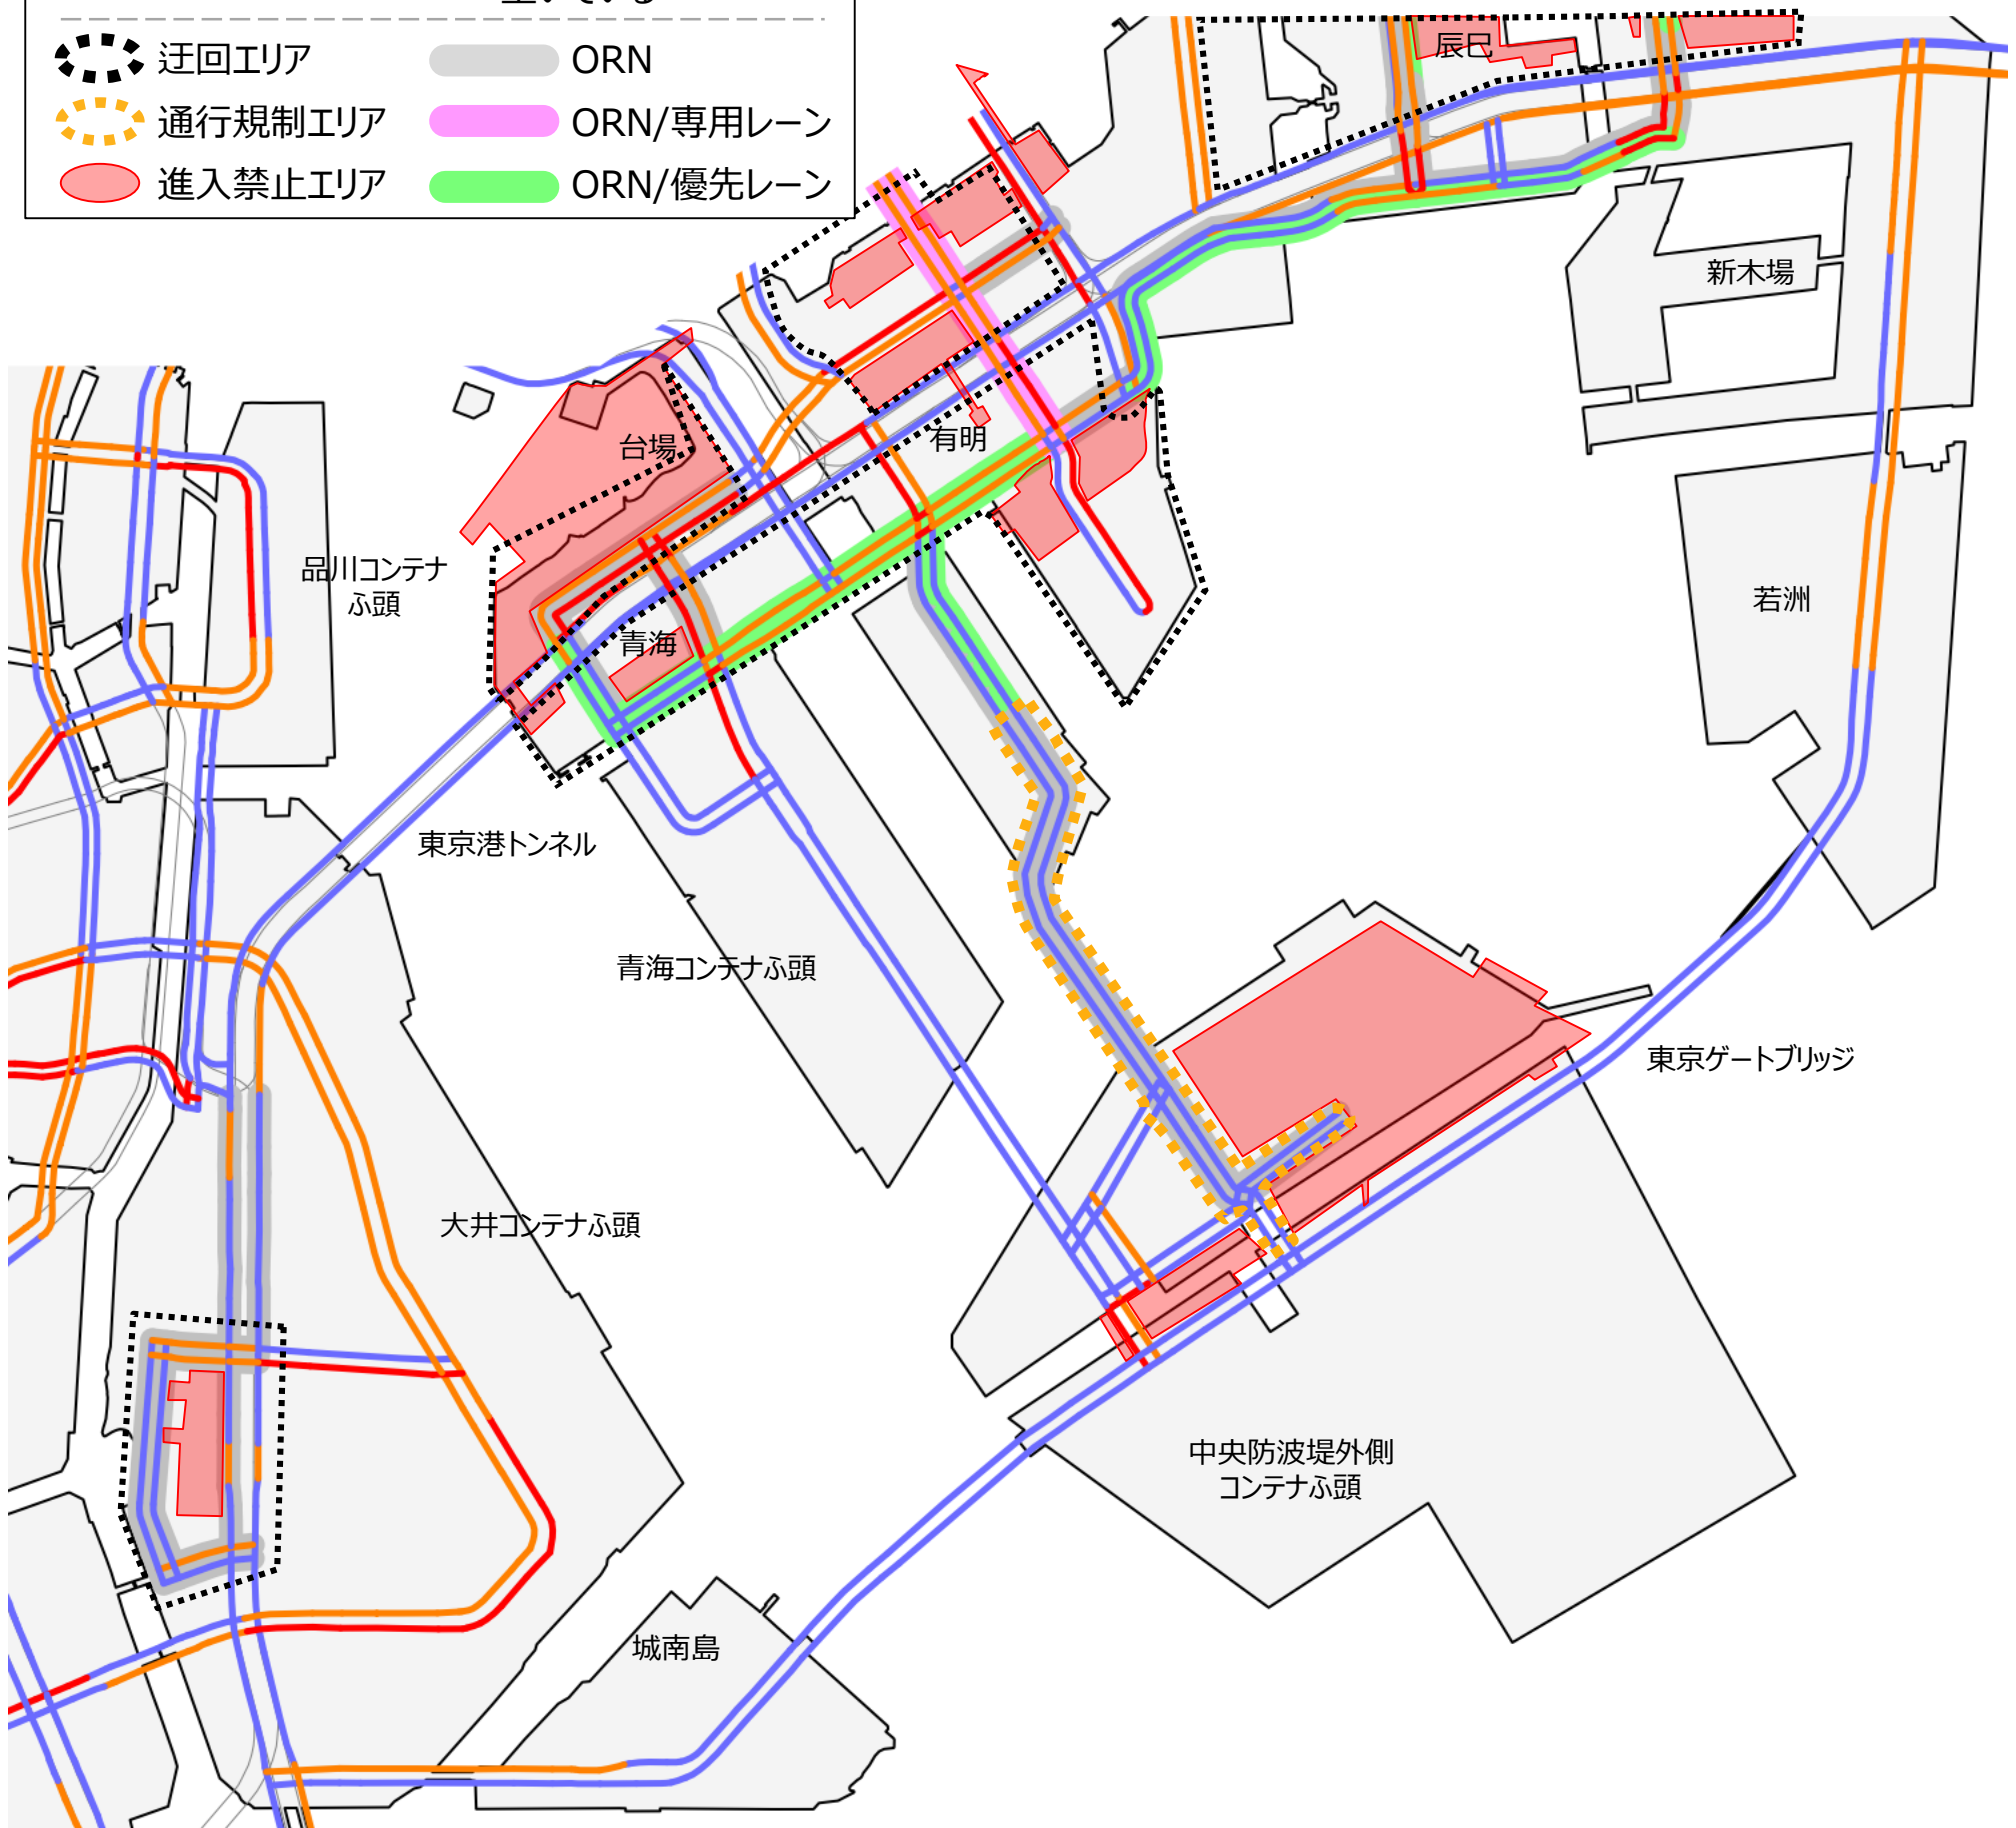 空いている
迂回エリア
ORN
通行規制エリア
ORN/専用レーン
進入禁止エリア
ORN/優先レーン
辰巳
新木場
台場
有明
品川コンテナ
ふ頭
青海
若洲
東京港トンネル
青海コンテナふ頭
東京ゲートブリッジ
大井コンテナふ頭
中央防波堤外側
コンテナふ頭
城南島